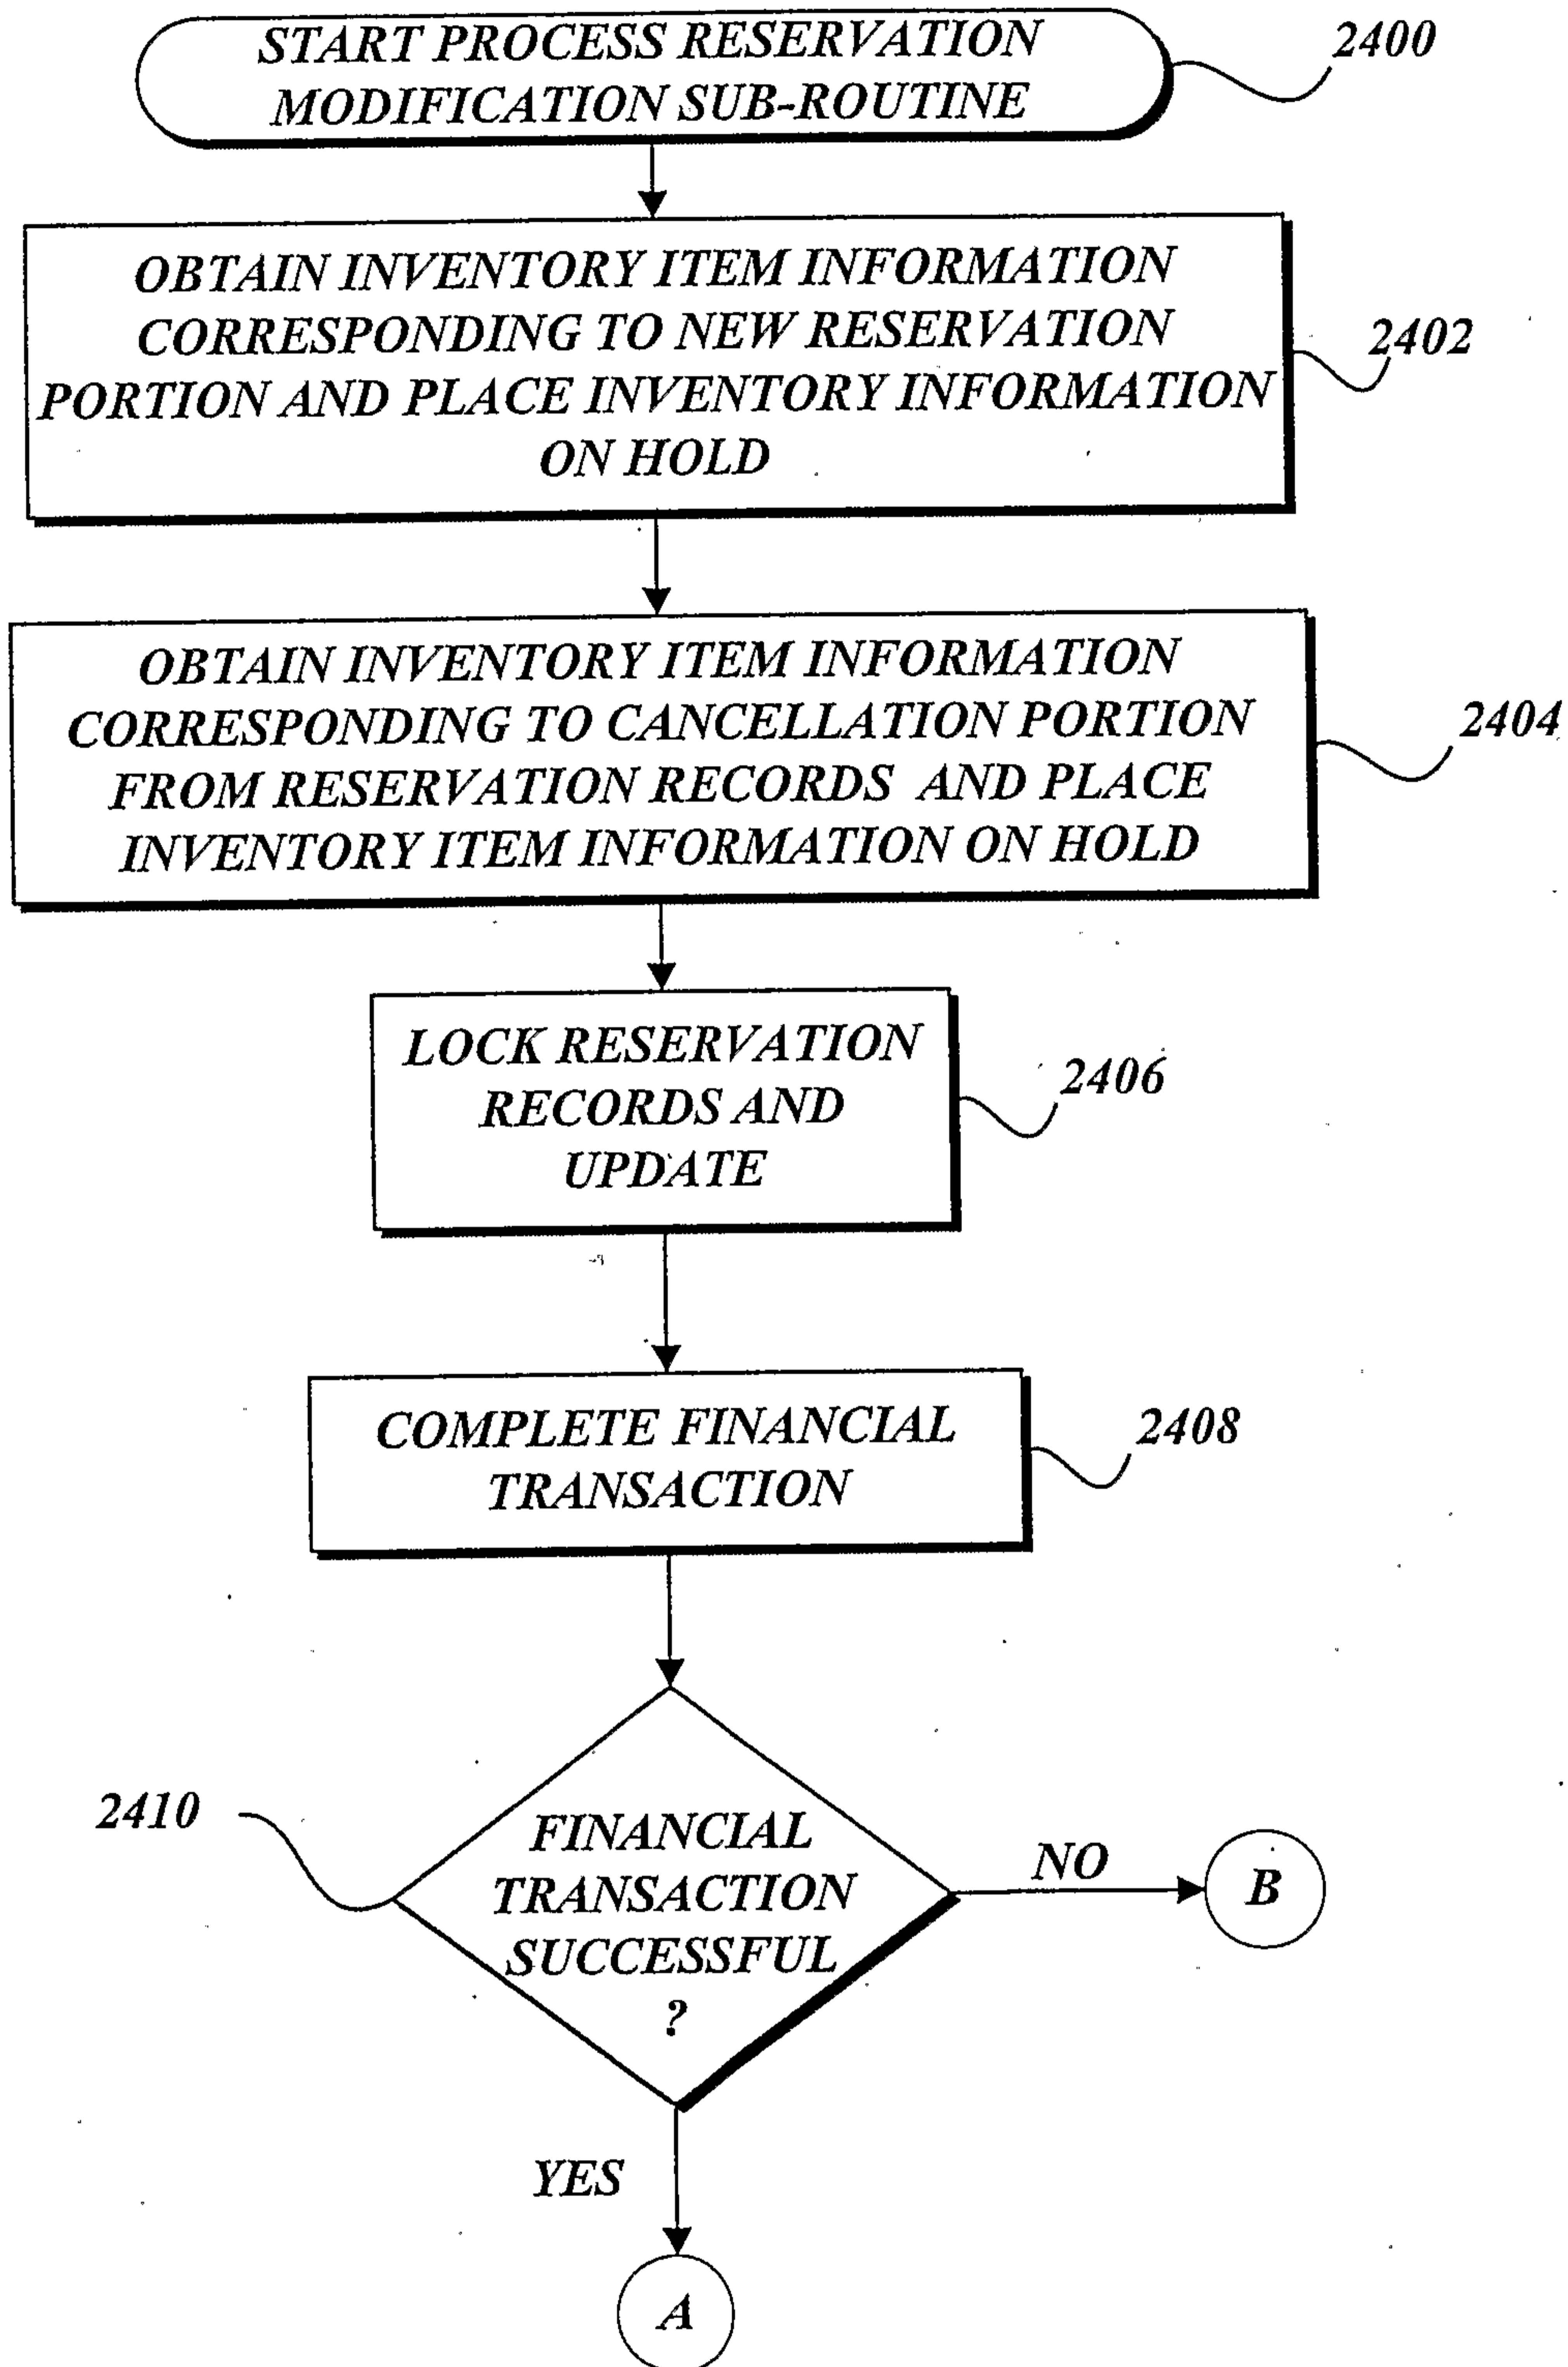 START PROCESS RESERVATION
MODIFICATION SUB-ROUTINE
2400
OBTAIN INVENTORY ITEM INFORMATION
CORRESPONDING TO NEW RESERVATION
PORTION AND PLACE INVENTORY INFORMATION
ON HOLD
2402
OBTAIN INVENTORY ITEM INFORMATION
CORRESPONDING TO CANCELLATION PORTION
FROM RESERVATION RECORDS AND PLACE
INVENTORY ITEM INFORMATION ON HOLD
2404
LOCK RESERVATION
RECORDS AND
UPDATE
2406
COMPLETE FINANCIAL
TRANSACTION
2408
2410
FINANCIAL
TRANSACTION
SUCCESSFUL
?
NO
B
YES
A